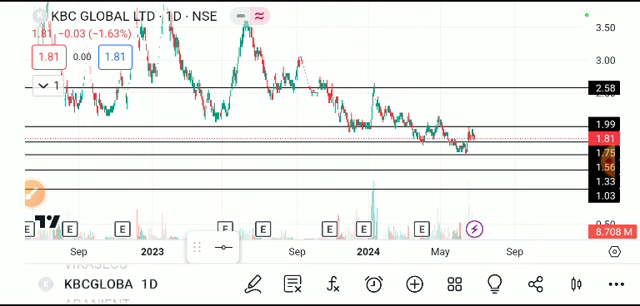 K KBC GLOBAL LTD · 1D · NSE
1.81 −0.03 (−1.63%)
1.81 0.00 1.81
1
3.50
3.00
2.58
1.99
1.81
1.75
1.56
1.33
1.03
0.50
8.708 M
E E E E E E E E
Sep 2023 Sep 2024 May Sep
KBCGLOBA 1D